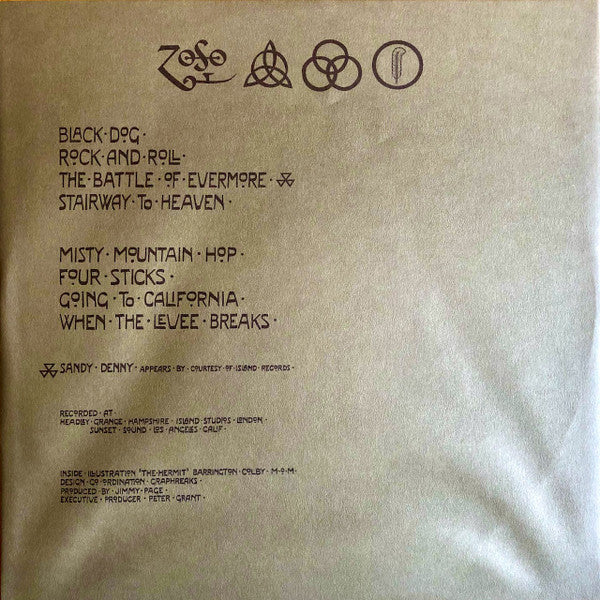 ZoSo
BLACK·DOG·
ROCK·AND·ROLL·
THE·BATTLE·OF·EVERMORE·
STAIRWAY·TO·HEAVEN·
MISTY·MOUNTAIN·HOP·
FOUR·STICKS·
GOING·TO·CALIFORNIA·
WHEN·THE·LEVEE·BREAKS·
SANDY·DENNY·APPEARS·BY·COURTESY·OF·ISLAND·RECORDS·
RECORDED·AT·
HEADLEY·GRANGE·HAMPSHIRE·ISLAND·STUDIOS·LONDON·
SUNSET·SOUND·LOS·ANGELES·CALIF·
INSIDE·ILLUSTRATION "THE·HERMIT" BARRINGTON·COLBY·M·O·M·
DESIGN·CO·ORDINATION·GRAPHREAKS·
PRODUCED·BY·JIMMY·PAGE·
EXECUTIVE·PRODUCER·PETER·GRANT·